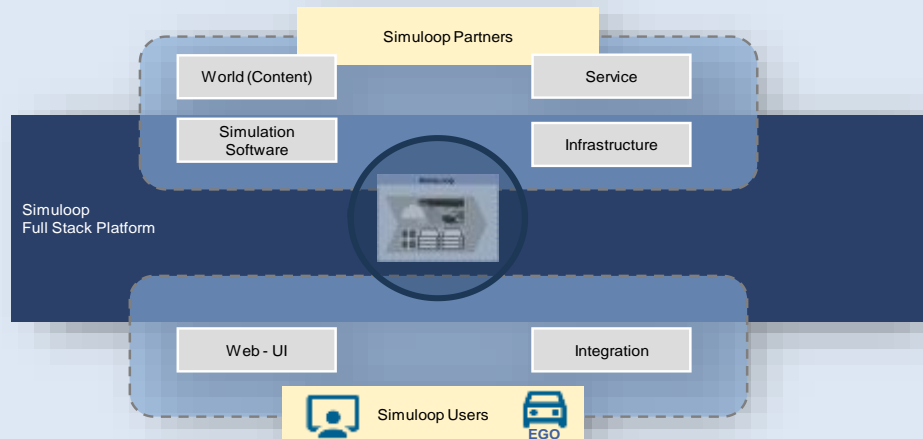 Simuloop Partners
World (Content)
Service
Simulation
Software
Infrastructure
Simuloop
Full Stack Platform
Web - UI
Integration
Simuloop Users
EGO